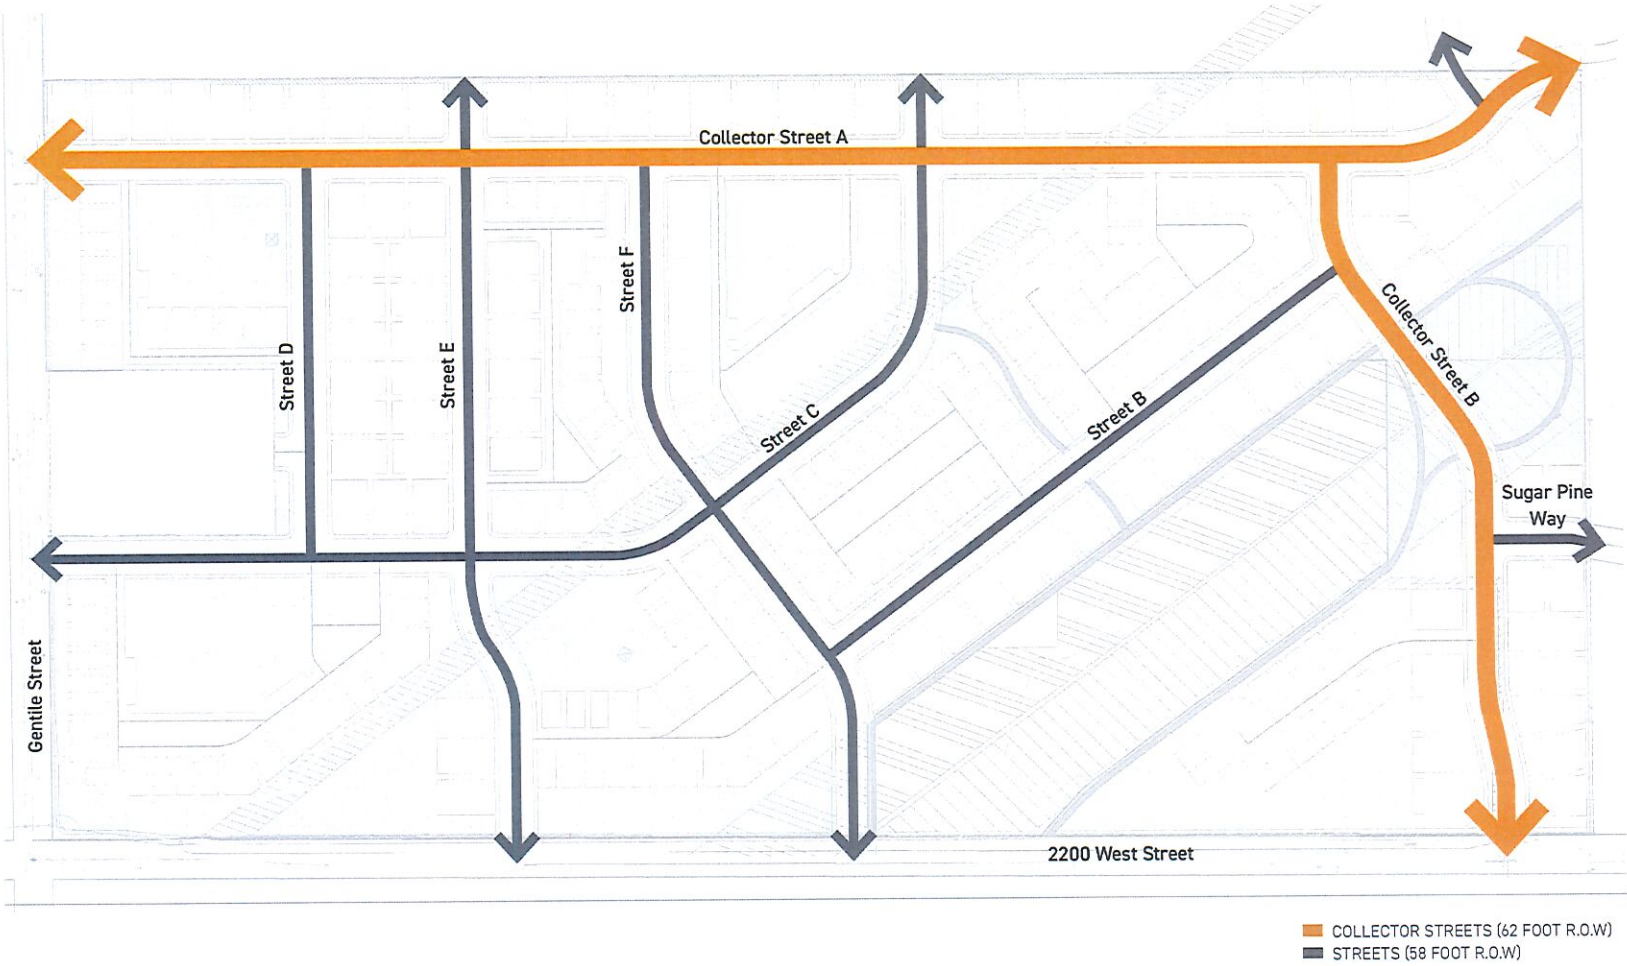 Collector Street A
Street F
Street D
Street E
Collector Street B
Street C
Street B
Sugar Pine
Way
Gentile Street
2200 West Street
COLLECTOR STREETS (62 FOOT R.O.W)
STREETS (58 FOOT R.O.W)